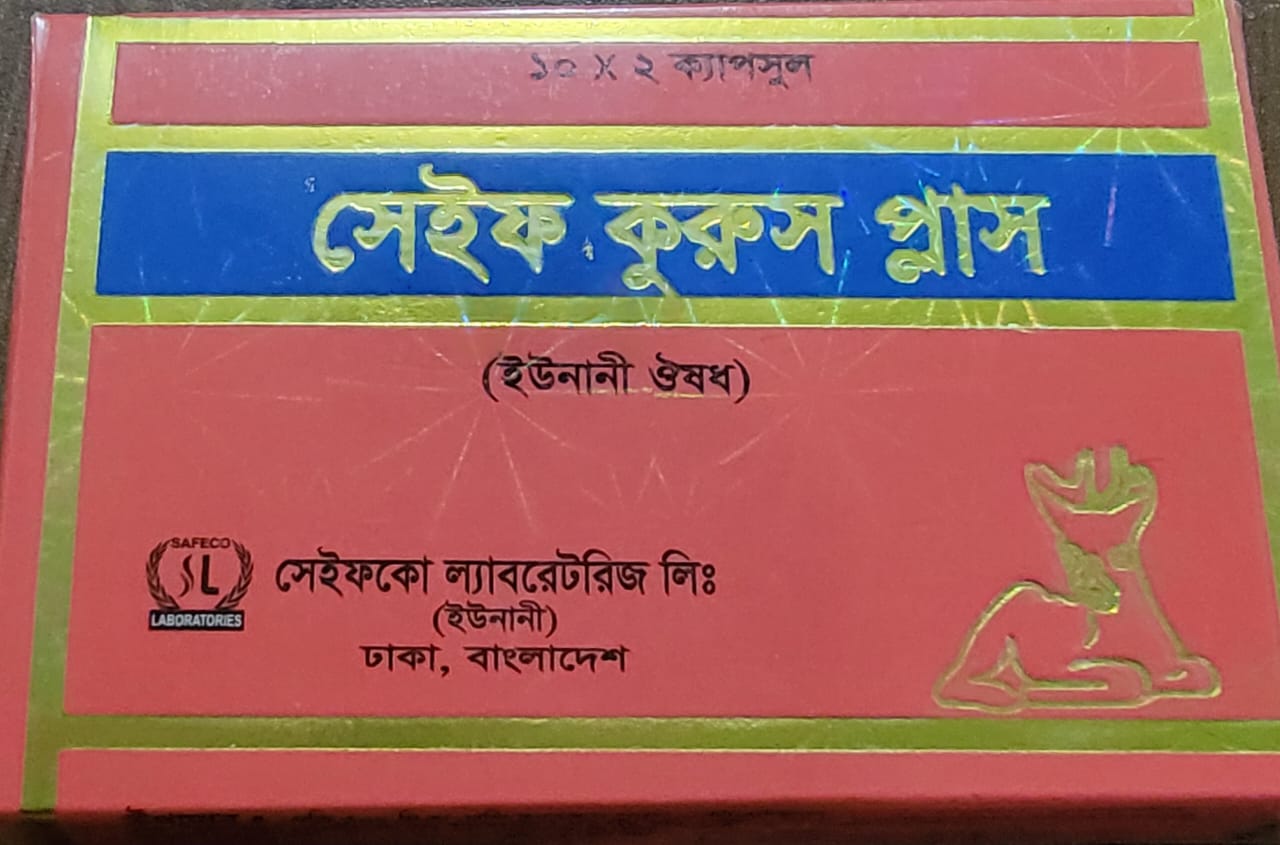 ১০ X ২ ক্যাপসুল
সেইফ কুরুস প্লাস
(ইউনানী ঔষধ)
SAFECO
SL
LABORATORIES
সেইফকো ল্যাবরেটরিজ লিঃ
(ইউনানী)
ঢাকা, বাংলাদেশ